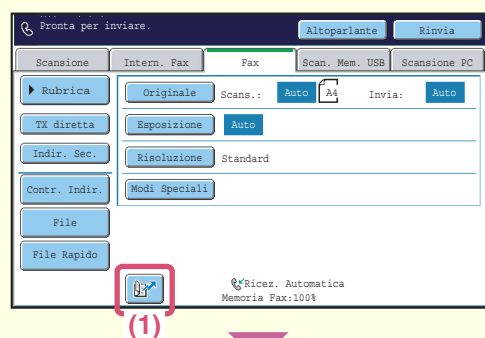 Pronta per inviare.
Altoparlante
Rinvia
Scansione
Intern. Fax
Fax
Scan. Mem. USB
Scansione PC
Rubrica
Originale
Scans.:
Auto
A4
Invia:
Auto
TX diretta
Esposizione
Auto
Indir. Sec.
Risoluzione
Standard
Contr. Indir.
Modi Speciali
File
File Rapido
Ricez. Automatica
Memoria Fax:100%
(1)